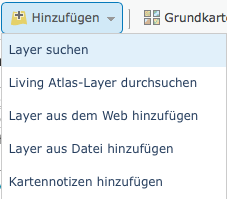 Hinzufügen Grundkarte
Layer suchen
Living Atlas-Layer durchsuchen
Layer aus dem Web hinzufügen
Layer aus Datei hinzufügen
Kartennotizen hinzufügen